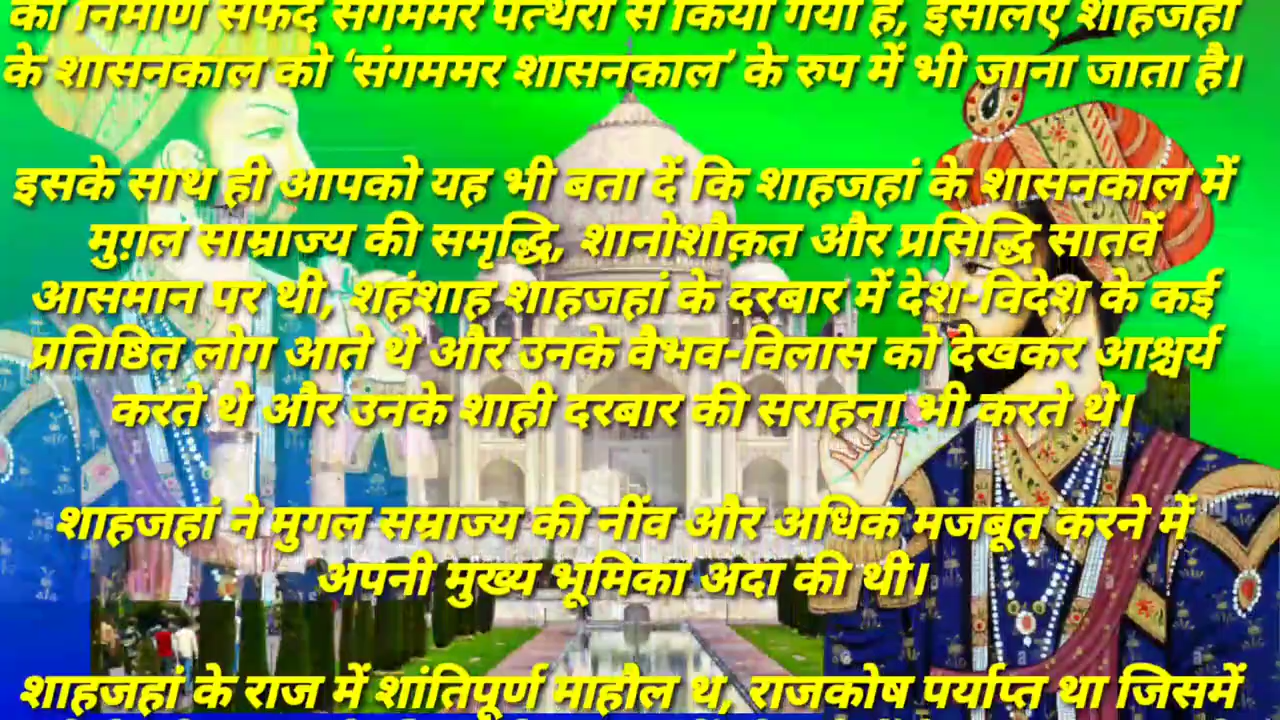 का निर्माण सफेद संगममर पत्थरों से किया गया है, इसलिए शाहजहां
के शासनकाल को ‘संगममर शासनकाल’ के रुप में भी जाना जाता है।
इसके साथ ही आपको यह भी बता दें कि शाहजहां के शासनकाल में
मुग़ल साम्राज्य की समृद्धि, शानोशौक़त और प्रसिद्धि सातवें
आसमान पर थी, शहंशाह शाहजहां के दरबार में देश-विदेश के कई
प्रतिष्ठित लोग आते थे और उनके वैभव-विलास को देखकर आश्चर्य
करते थे और उनके शाही दरबार की सराहना भी करते थे।
शाहजहां ने मुगल सम्राज्य की नींव और अधिक मजबूत करने में
अपनी मुख्य भूमिका अदा की थी।
शाहजहां के राज में शांतिपूर्ण माहौल थ, राजकोष पर्याप्त था जिसमें